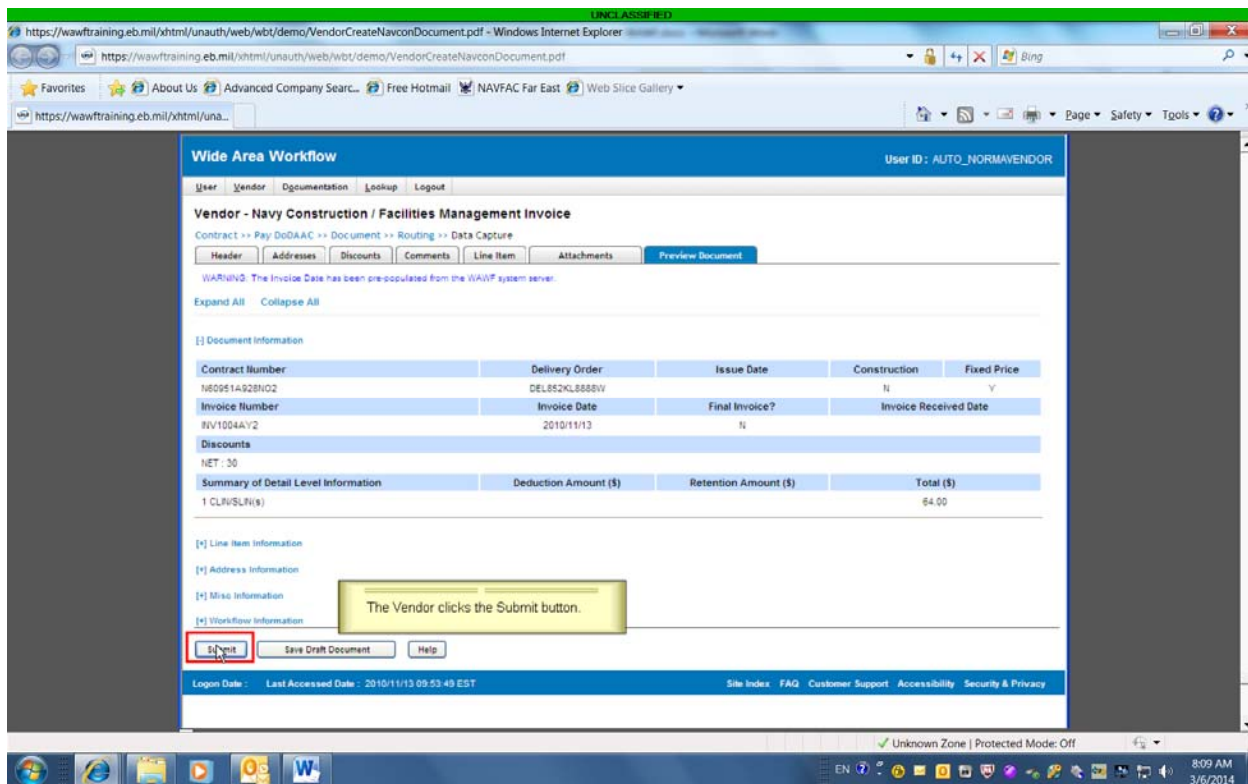 UNCLASSIFIED
https://wawftraining.eb.mil/xhtml/unauth/web/wbt/demo/VendorCreateNavconDocument.pdf - Windows Internet Explorer
https://wawftraining.eb.mil/xhtml/unauth/web/wbt/demo/VendorCreateNavconDocument.pdf
Bing
Favorites About Us Advanced Company Searc... Free Hotmail NAVFAC Far East Web Slice Gallery
https://wawftraining.eb.mil/xhtml/una... Page Safety Tools
Wide Area Workflow User ID : AUTO_NORMAVENDOR
User Vendor Documentation Lookup Logout
Vendor - Navy Construction / Facilities Management Invoice
Contract >> Pay DoDAAC >> Document >> Routing >> Data Capture
Header Addresses Discounts Comments Line Item Attachments Preview Document
WARNING: The Invoice Date has been pre-populated from the WAWF system server.
Expand All Collapse All
[-] Document Information
Contract Number Delivery Order Issue Date Construction Fixed Price
N60951A928NO2 DEL852KL8888W N Y
Invoice Number Invoice Date Final Invoice? Invoice Received Date
INV1004AY2 2010/11/13 N
Discounts
NET : 30
Summary of Detail Level Information Deduction Amount ($) Retention Amount ($) Total ($)
1 CLIN/SLIN(s) 64.00
[+] Line Item Information
[+] Address Information
[+] Misc Information
[+] Workflow Information
The Vendor clicks the Submit button.
Submit Save Draft Document Help
Logon Date : Last Accessed Date : 2010/11/13 09:53:49 EST Site Index FAQ Customer Support Accessibility Security & Privacy
Unknown Zone | Protected Mode: Off
EN 8:09 AM
3/6/2014